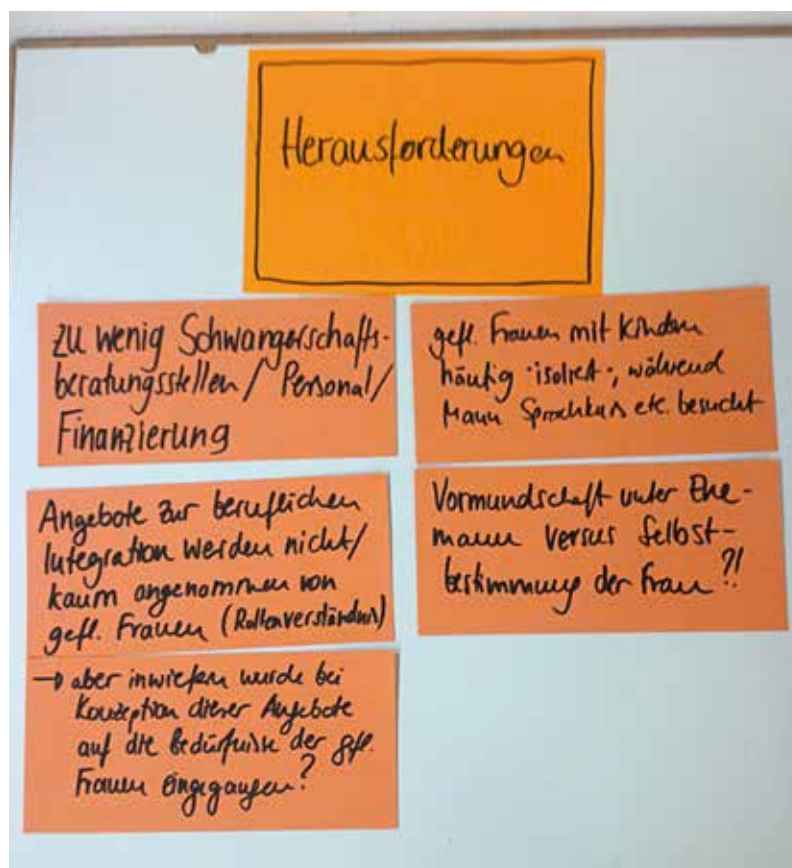 Herausforderungen
zu wenig Schwangerschafts-
beratungsstellen / Personal /
Finanzierung
Angebote zur beruflichen
Integration werden nicht /
kaum angenommen von
gefl. Frauen (Rollenverständnis)
→ aber inwiefern wurde bei
Konzeption dieser Angebote
auf die Bedürfnisse der gefl.
Frauen eingegangen?
gefl. Frauen mit Kindern
häufig "isoliert", während
Mann Sprachkurs etc. besucht
Vormundschaft unter Ehe-
mann versus Selbst-
bestimmung der Frau?!